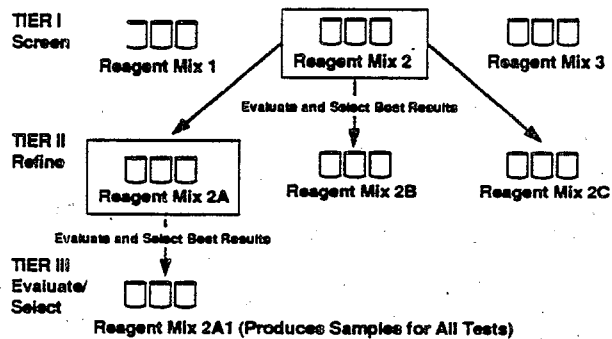 TIER I
Screen
Reagent Mix 1
Reagent Mix 2
Reagent Mix 3
Evaluate and Select Best Results
TIER II
Refine
Reagent Mix 2A
Reagent Mix 2B
Reagent Mix 2C
Evaluate and Select Best Results
TIER III
Evaluate/
Select
Reagent Mix 2A1 (Produces Samples for All Tests)